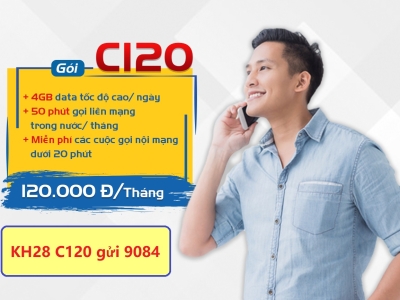 Gói C120
+ 4GB data tốc độ cao/ ngày
+ 50 phút gọi liên mạng
trong nước/ tháng
+ Miễn phí các cuộc gọi nội mạng
dưới 20 phút
120.000 Đ/Tháng
KH28 C120 gửi 9084